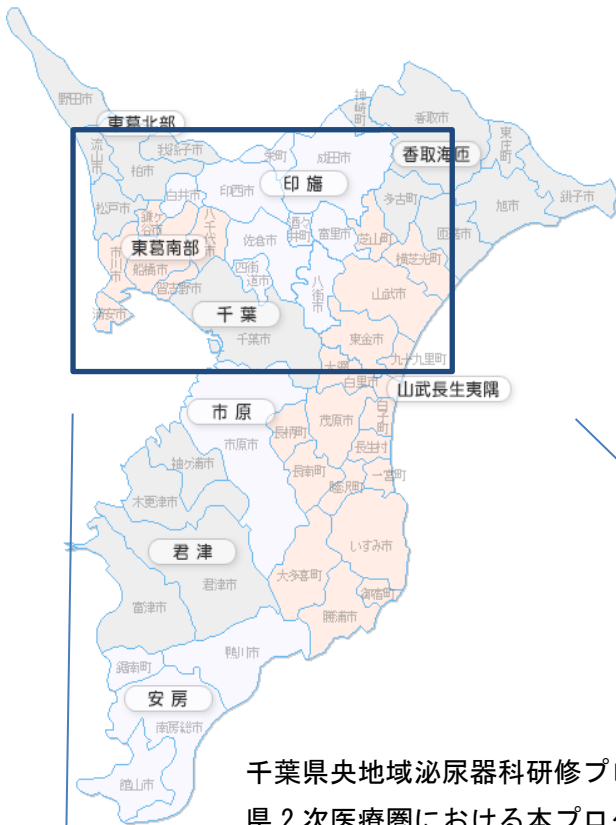 野田市
東葛北部
流山市
我孫子市
柏市
栄町
成田市
神崎町
香取市
東庄町
香取海匝
松戸市
白井市
印西市
印旛
鎌ケ谷市
八千代市
酒々井町
富里市
多古町
旭市
銚子市
匝瑳市
芝山町
横芝光町
東葛南部
市川市
船橋市
習志野市
浦安市
佐倉市
四街道市
八街市
山武市
千葉
千葉市
東金市
九十九里町
白里市
山武長生夷隅
市原
市原市
長柄町
茂原市
白子町
長生村
長南町
睦沢町
一宮町
袖ヶ浦市
木更津市
君津
君津市
富津市
いすみ市
大多喜町
御宿町
勝浦市
鋸南町
鴨川市
安房
南房総市
館山市
千葉県央地域泌尿器科研修プロ
県2次医療圏における本プロ